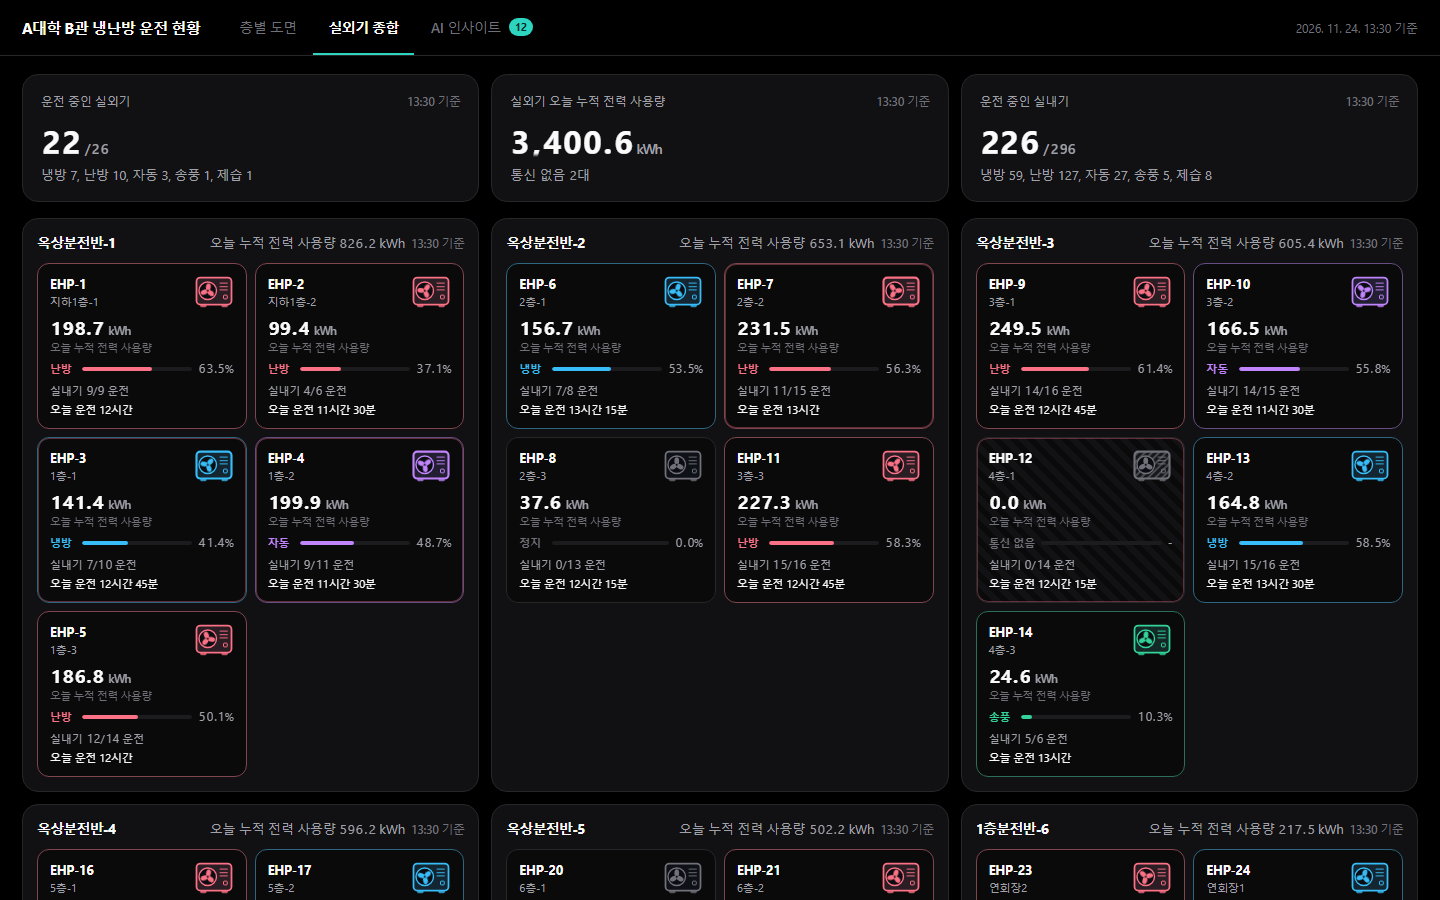 A대학 B관 냉난방 운전 현황
층별 도면
실외기 종합
AI 인사이트 12
2026. 11. 24. 13:30 기준
운전 중인 실외기
13:30 기준
22 /26
냉방 7, 난방 10, 자동 3, 송풍 1, 제습 1
실외기 오늘 누적 전력 사용량
13:30 기준
3,400.6 kWh
통신 없음 2대
운전 중인 실내기
13:30 기준
226 /296
냉방 59, 난방 127, 자동 27, 송풍 5, 제습 8
옥상분전반-1
오늘 누적 전력 사용량 826.2 kWh 13:30 기준
EHP-1
지하1층-1
198.7 kWh
오늘 누적 전력 사용량
난방 63.5%
실내기 9/9 운전
오늘 운전 12시간
EHP-2
지하1층-2
99.4 kWh
오늘 누적 전력 사용량
난방 37.1%
실내기 4/6 운전
오늘 운전 11시간 30분
EHP-3
1층-1
141.4 kWh
오늘 누적 전력 사용량
냉방 41.4%
실내기 7/10 운전
오늘 운전 12시간 45분
EHP-4
1층-2
199.9 kWh
오늘 누적 전력 사용량
자동 48.7%
실내기 9/11 운전
오늘 운전 11시간 30분
EHP-5
1층-3
186.8 kWh
오늘 누적 전력 사용량
난방 50.1%
실내기 12/14 운전
오늘 운전 12시간
옥상분전반-2
오늘 누적 전력 사용량 653.1 kWh 13:30 기준
EHP-6
2층-1
156.7 kWh
오늘 누적 전력 사용량
냉방 53.5%
실내기 7/8 운전
오늘 운전 13시간 15분
EHP-7
2층-2
231.5 kWh
오늘 누적 전력 사용량
난방 56.3%
실내기 11/15 운전
오늘 운전 13시간
EHP-8
2층-3
37.6 kWh
오늘 누적 전력 사용량
정지 0.0%
실내기 0/13 운전
오늘 운전 12시간 15분
EHP-11
3층-3
227.3 kWh
오늘 누적 전력 사용량
난방 58.3%
실내기 15/16 운전
오늘 운전 12시간 45분
옥상분전반-3
오늘 누적 전력 사용량 605.4 kWh 13:30 기준
EHP-9
3층-1
249.5 kWh
오늘 누적 전력 사용량
난방 61.4%
실내기 14/16 운전
오늘 운전 12시간 45분
EHP-10
3층-2
166.5 kWh
오늘 누적 전력 사용량
자동 55.8%
실내기 14/15 운전
오늘 운전 11시간 30분
EHP-12
4층-1
0.0 kWh
오늘 누적 전력 사용량
통신 없음 -
실내기 0/14 운전
오늘 운전 12시간 15분
EHP-13
4층-2
164.8 kWh
오늘 누적 전력 사용량
냉방 58.5%
실내기 15/16 운전
오늘 운전 13시간 30분
EHP-14
4층-3
24.6 kWh
오늘 누적 전력 사용량
송풍 10.3%
실내기 5/6 운전
오늘 운전 13시간
옥상분전반-4
오늘 누적 전력 사용량 596.2 kWh 13:30 기준
EHP-16
5층-1
EHP-17
5층-2
옥상분전반-5
오늘 누적 전력 사용량 502.2 kWh 13:30 기준
EHP-20
6층-1
EHP-21
6층-2
1층분전반-6
오늘 누적 전력 사용량 217.5 kWh 13:30 기준
EHP-23
연회장2
EHP-24
연회장1